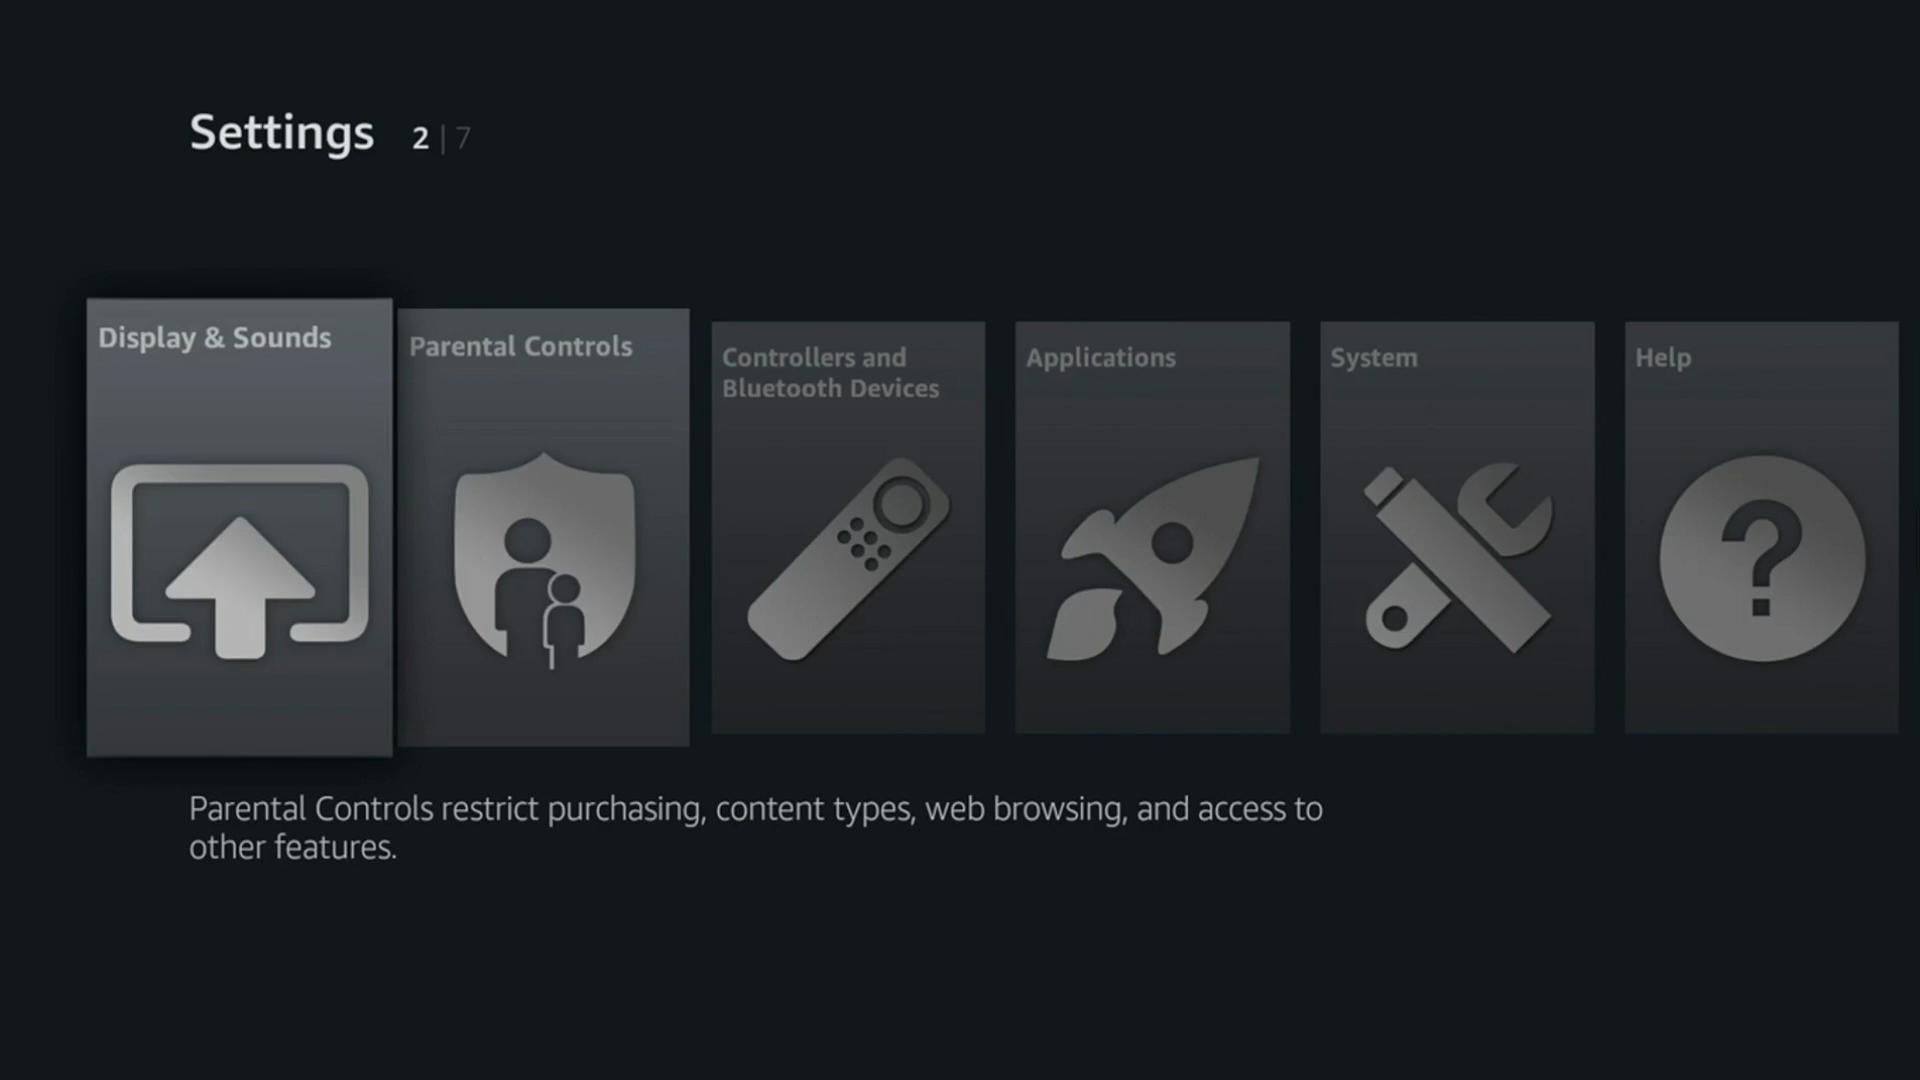 Settings 2 | 7
Display & Sounds
Parental Controls
Controllers and
Bluetooth Devices
Applications
System
Help
?
Parental Controls restrict purchasing, content types, web browsing, and access to
other features.